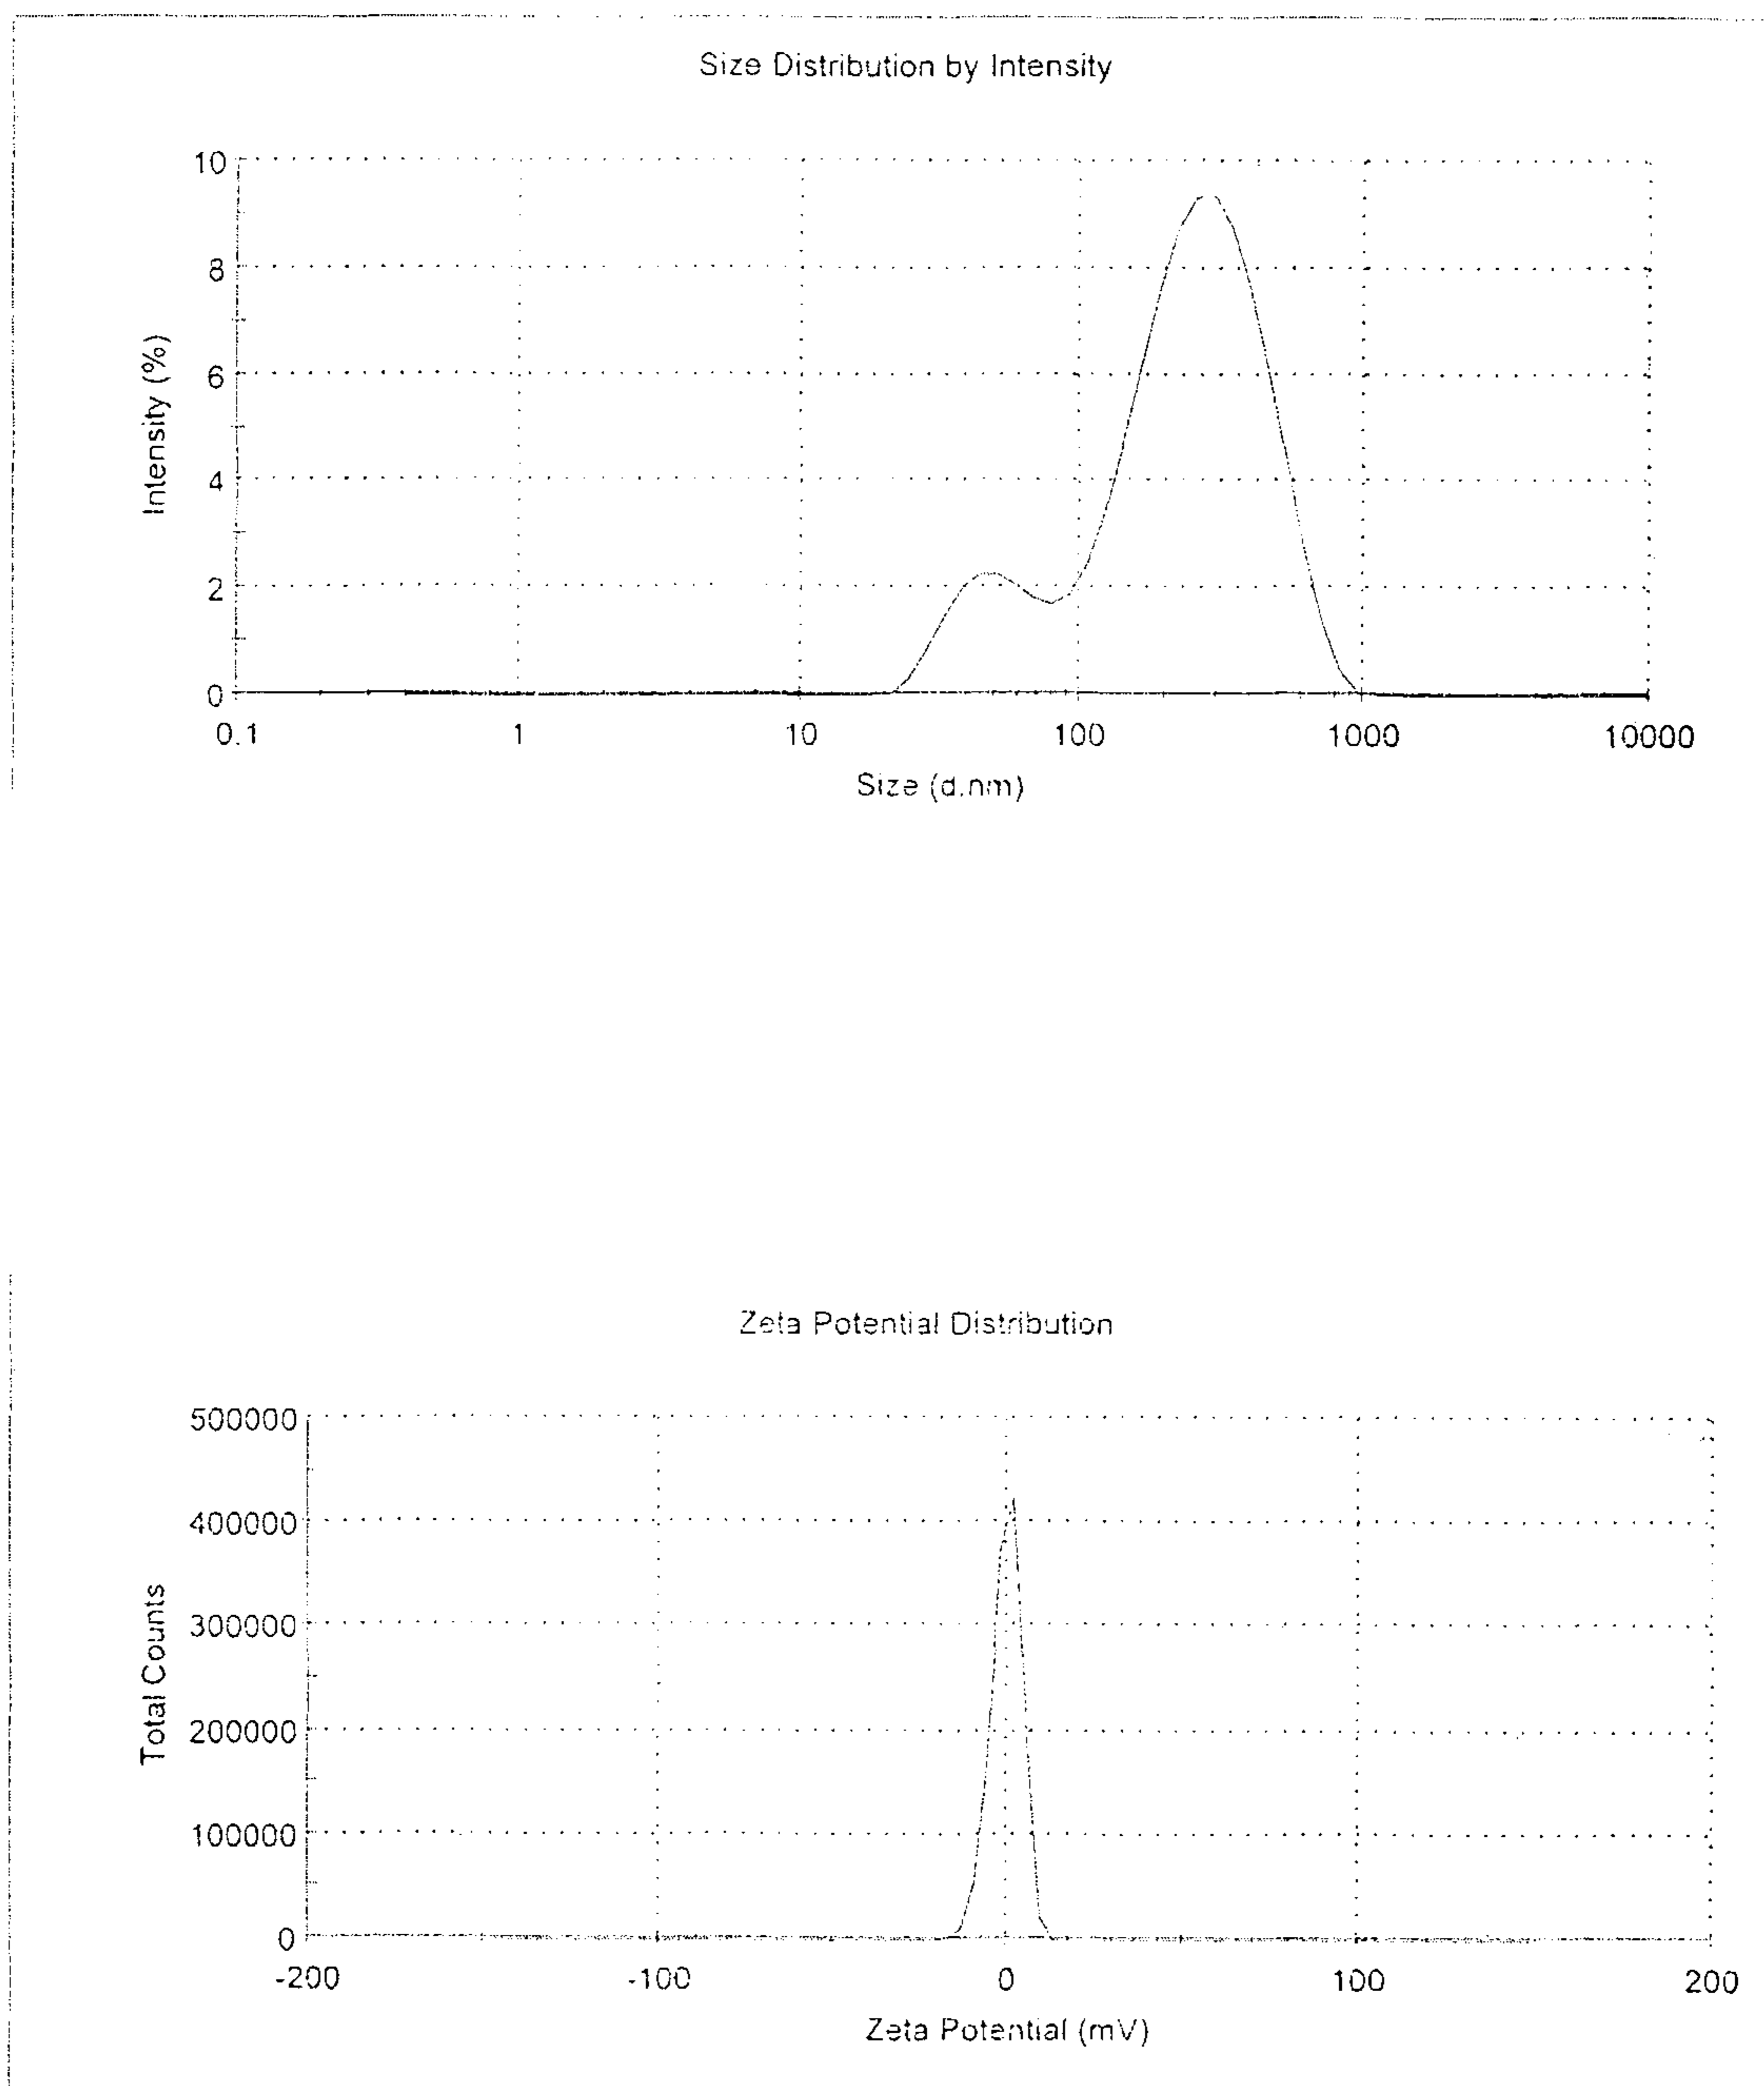 Size Distribution by Intensity
10
8
6
4
2
0
Intensity (%)
0.1 1 10 100 1000 10000
Size (d.nm)
Zeta Potential Distribution
500000
400000
300000
200000
100000
0
Total Counts
-200 -100 0 100 200
Zeta Potential (mV)